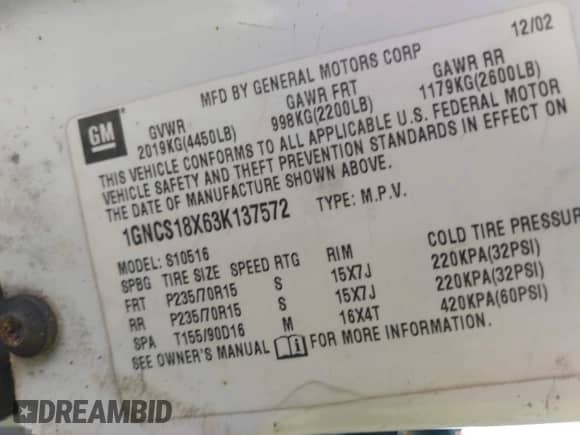 12/02
MFD BY GENERAL MOTORS CORP
GM
GVWR GAWR FRT GAWR RR
2019KG(4450LB) 998KG(2200LB) 1179KG(2600LB)
THIS VEHICLE CONFORMS TO ALL APPLICABLE U.S. FEDERAL MOTOR
VEHICLE SAFETY AND THEFT PREVENTION STANDARDS IN EFFECT ON
THE DATE OF MANUFACTURE SHOWN ABOVE.
1GNCS18X63K137572 TYPE: M.P.V.
MODEL: S10516
SPBG TIRE SIZE SPEED RTG RIM COLD TIRE PRESSUR
FRT P235/70R15 S 15X7J 220KPA(32PSI)
RR P235/70R15 S 15X7J 220KPA(32PSI)
SPA T155/90D16 M 16X4T 420KPA(60PSI)
SEE OWNER'S MANUAL FOR MORE INFORMATION.
DREAMBID